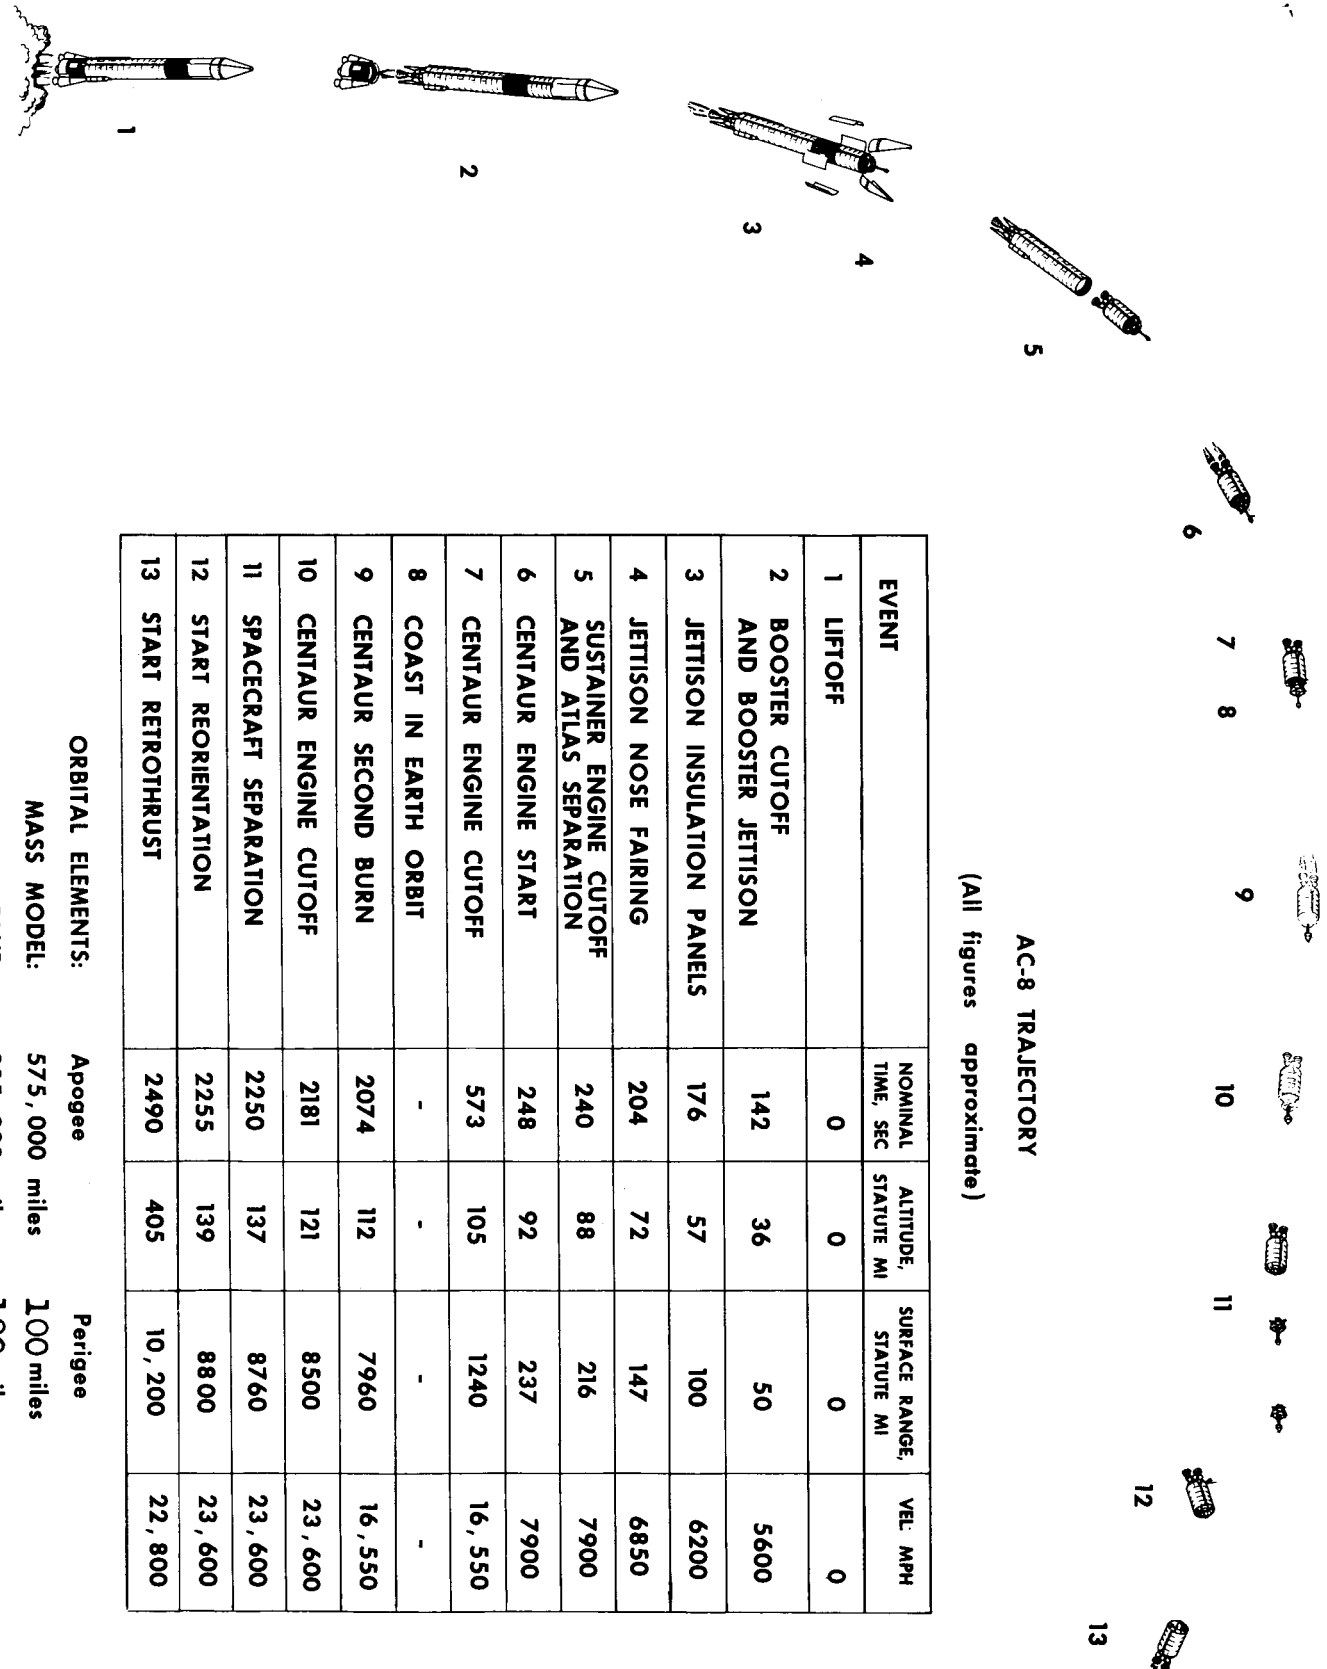 1
2
3
4
5
6
7
8
9
10
11
12
13
AC-8 TRAJECTORY
(All figures approximate)
EVENT NOMINAL TIME, SEC ALTITUDE, STATUTE MI SURFACE RANGE, STATUTE MI VEL. MPH
1 LIFTOFF 0 0 0 0
2 BOOSTER CUTOFF
AND BOOSTER JETTISON 142 36 50 5600
3 JETTISON INSULATION PANELS 176 57 100 6200
4 JETTISON NOSE FAIRING 204 72 147 6850
5 SUSTAINER ENGINE CUTOFF
AND ATLAS SEPARATION 240 88 216 7900
6 CENTAUR ENGINE START 248 92 237 7900
7 CENTAUR ENGINE CUTOFF 573 105 1240 16,550
8 COAST IN EARTH ORBIT - - - -
9 CENTAUR SECOND BURN 2074 112 7960 16,550
10 CENTAUR ENGINE CUTOFF 2181 121 8500 23,600
11 SPACECRAFT SEPARATION 2250 137 8760 23,600
12 START REORIENTATION 2255 139 8800 23,600
13 START RETROTHRUST 2490 405 10,200 22,800
ORBITAL ELEMENTS: Apogee Perigee
MASS MODEL: 575,000 miles 100 miles